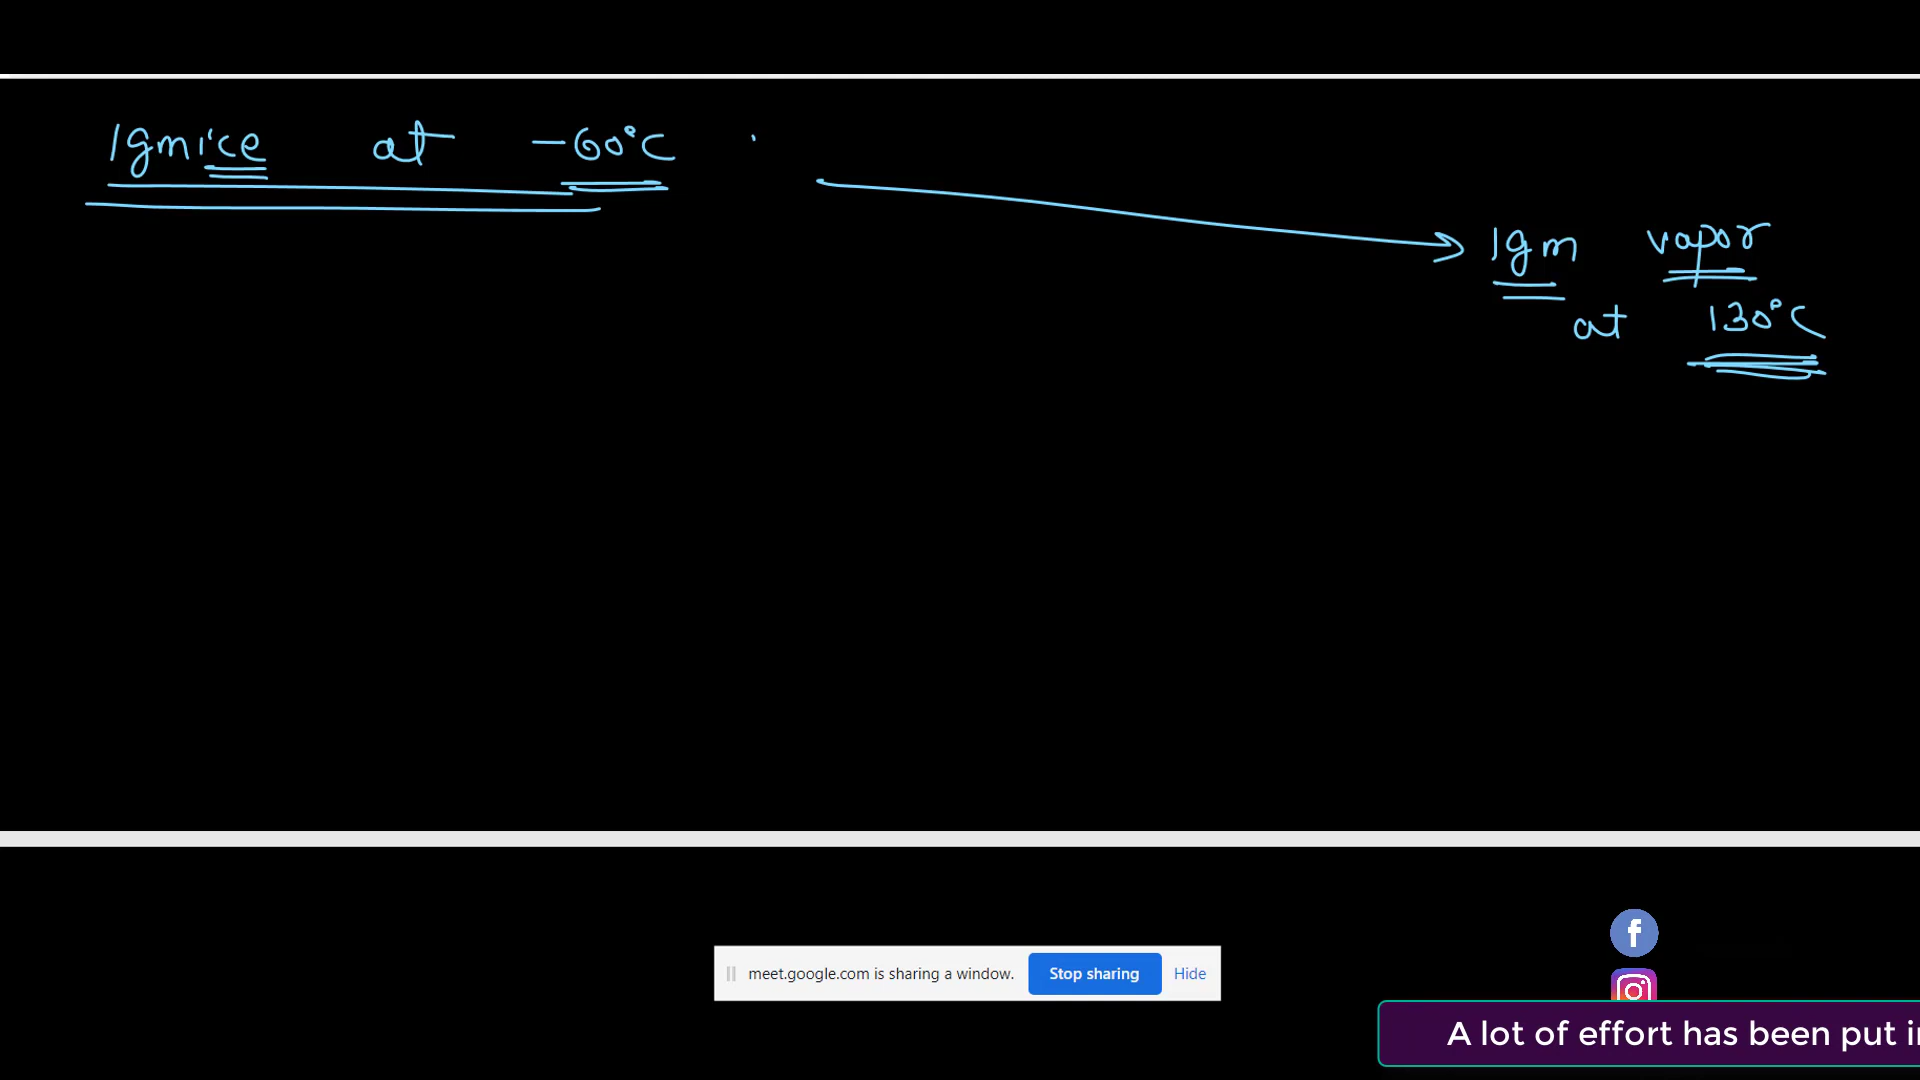 1gm ice at -60°C
1gm vapor
at 130°C
meet.google.com is sharing a window. Stop sharing Hide
f
A lot of effort has been put i